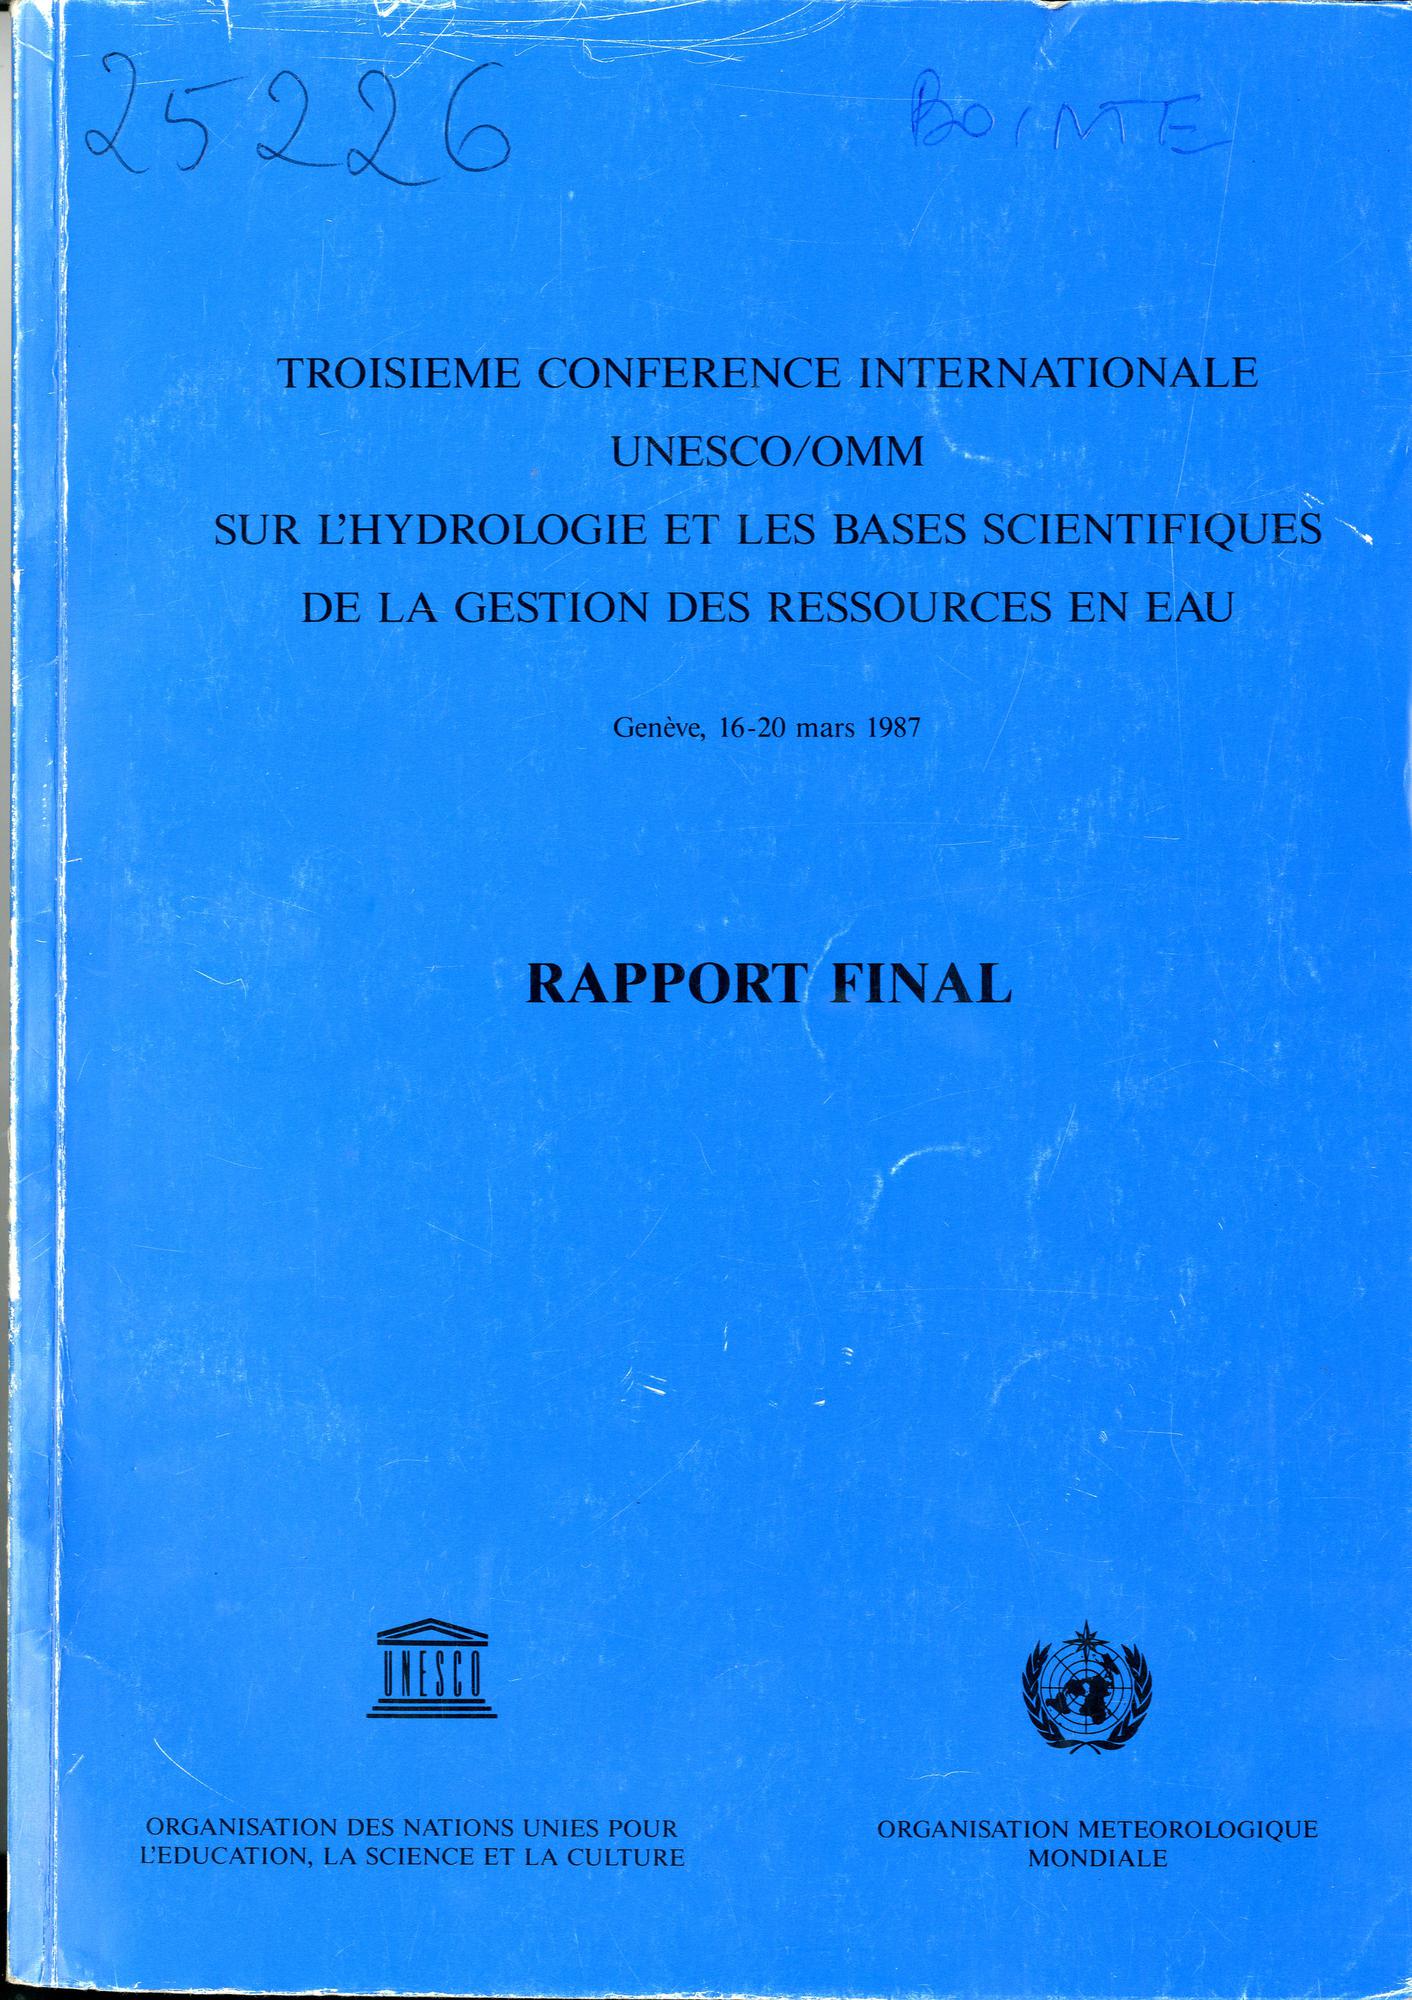 25226
TROISIEME CONFERENCE INTERNATIONALE
UNESCO/OMM
SUR L'HYDROLOGIE ET LES BASES SCIENTIFIQUES
DE LA GESTION DES RESSOURCES EN EAU
Genève, 16-20 mars 1987
RAPPORT FINAL
UNESCO
ORGANISATION DES NATIONS UNIES POUR
L'EDUCATION, LA SCIENCE ET LA CULTURE
ORGANISATION METEOROLOGIQUE
MONDIALE